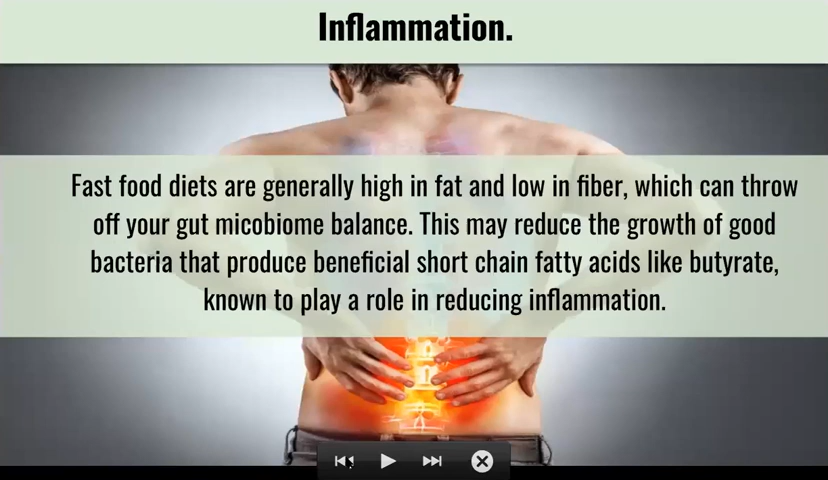 Inflammation.
Fast food diets are generally high in fat and low in fiber, which can throw
off your gut micobiome balance. This may reduce the growth of good
bacteria that produce beneficial short chain fatty acids like butyrate,
known to play a role in reducing inflammation.